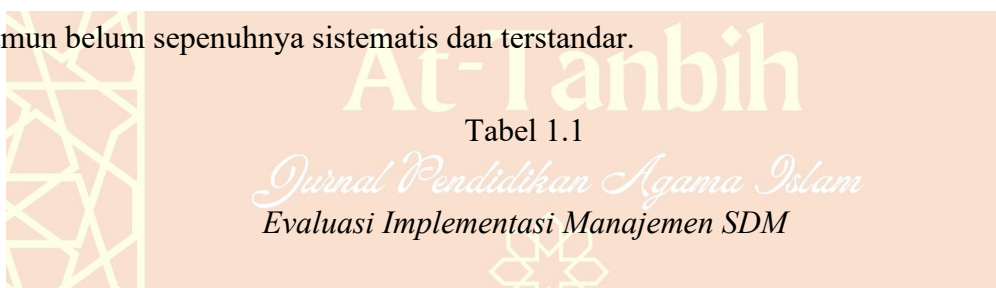 mun belum sepenuhnya sistematis dan terstandar.
At-Tanbih
Tabel 1.1
Jurnal Pendidikan Agama Islam
Evaluasi Implementasi Manajemen SDM